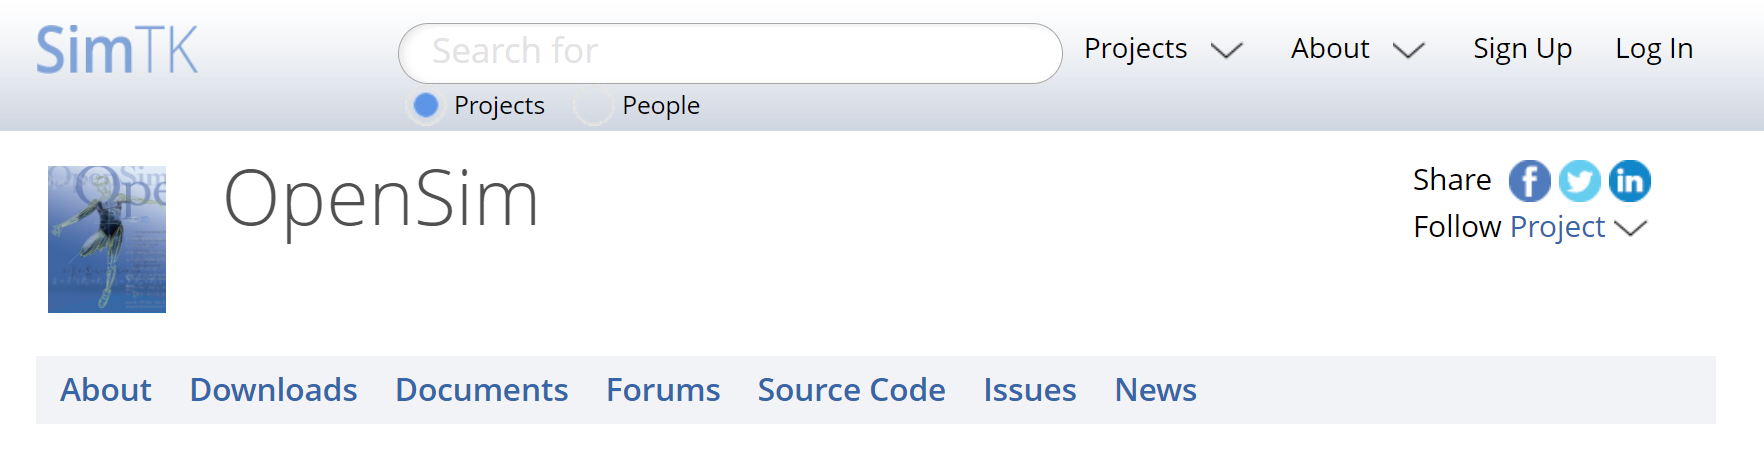 SimTK
Search for
Projects
About
Sign Up
Log In
Projects
People
OpenSim
Share
Follow Project
About
Downloads
Documents
Forums
Source Code
Issues
News